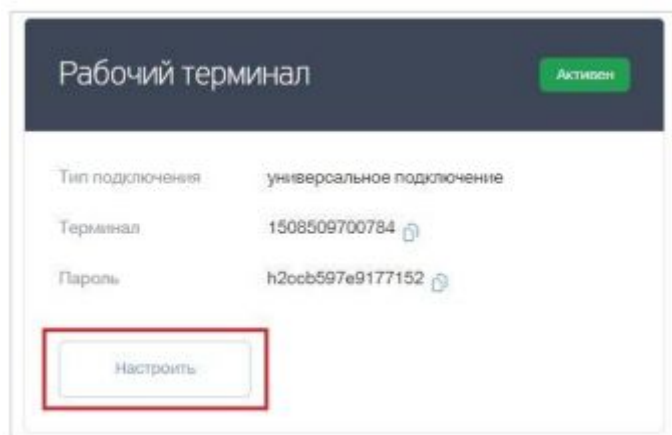 Рабочий терминал Активен
Тип подключения универсальное подключение
Терминал 1508509700784
Пароль h2ccb597e9177152
Настроить